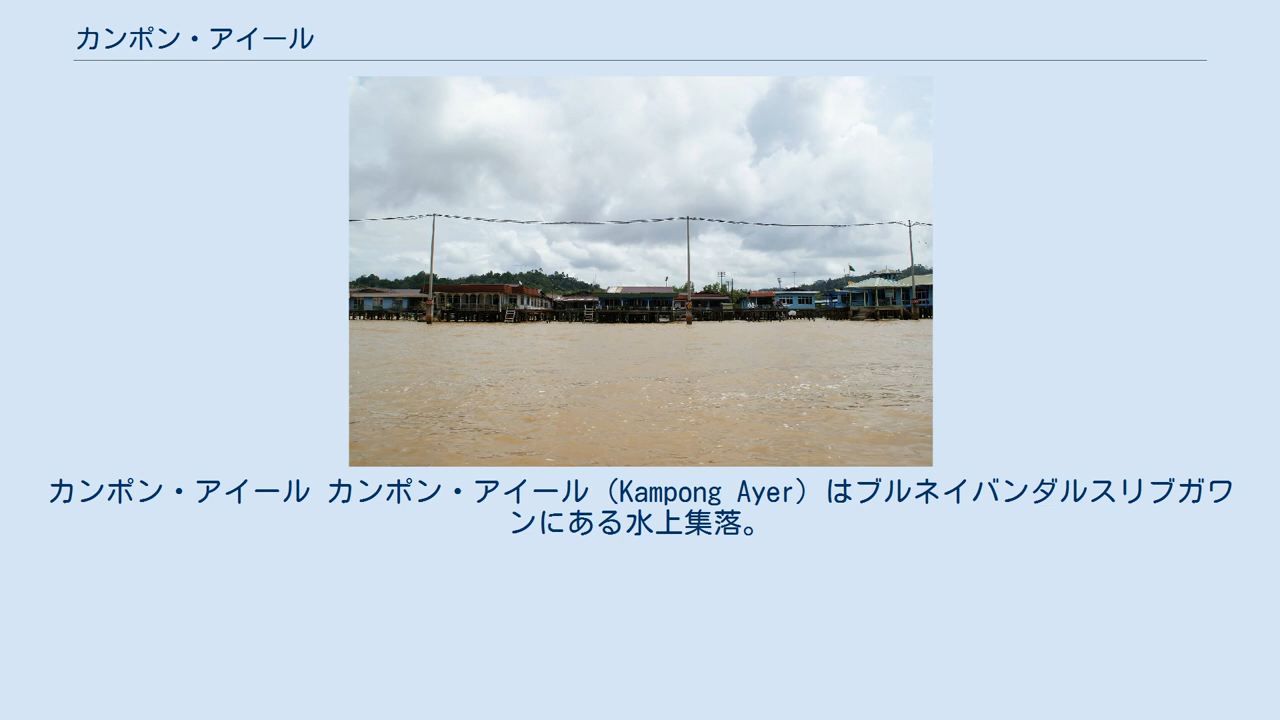 カンポン・アイール
カンポン・アイール カンポン・アイール (Kampong Ayer) はブルネイバンダルスリブガワ
ンにある水上集落。